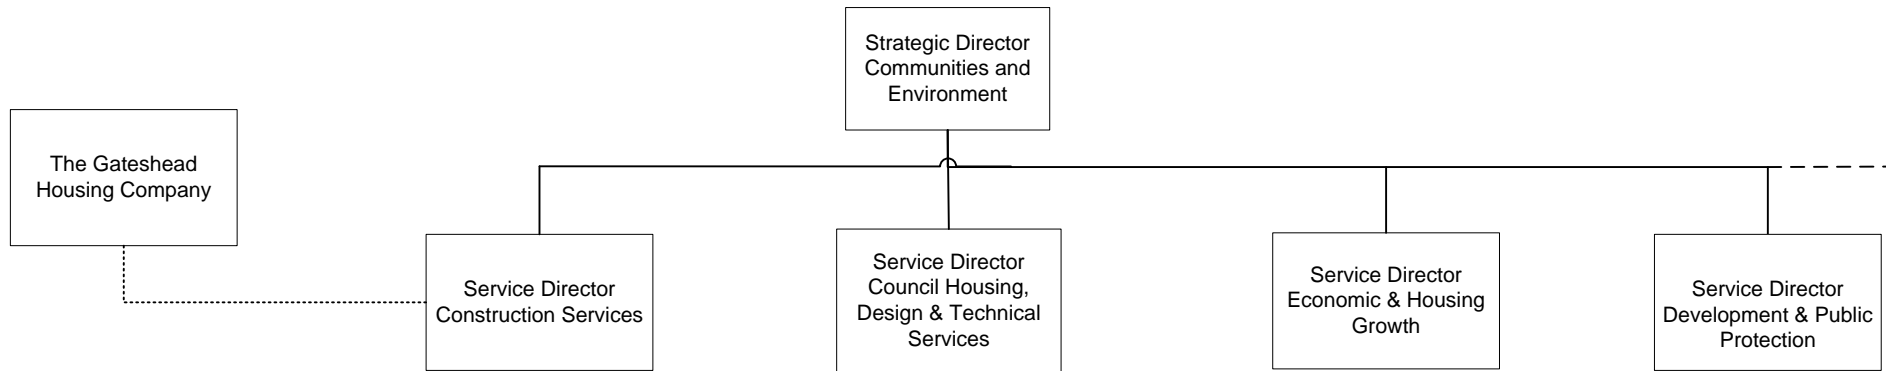 Strategic Director
Communities and
Environment
The Gateshead
Housing Company
Service Director
Construction Services
Service Director
Council Housing,
Design & Technical
Services
Service Director
Economic & Housing
Growth
Service Director
Development & Public
Protection